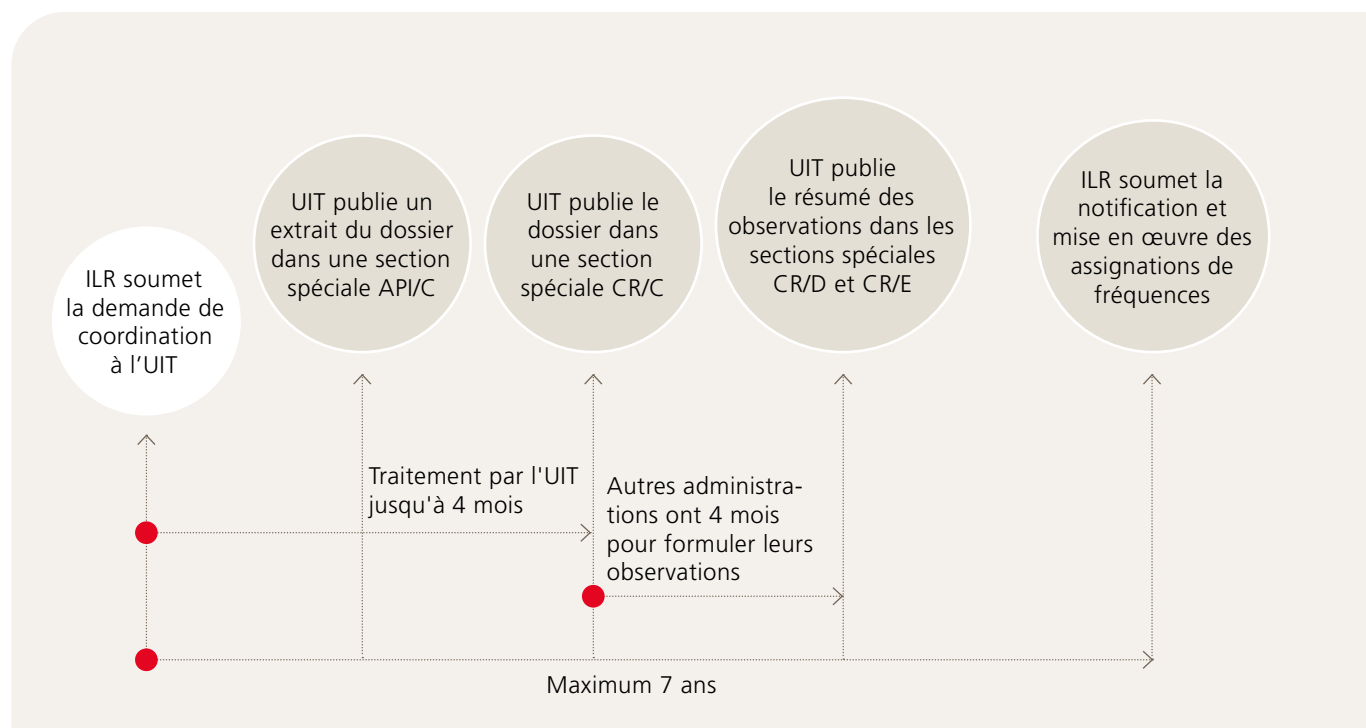 ILR soumet
la demande de
coordination
à l’UIT
UIT publie un
extrait du dossier
dans une section
spéciale API/C
UIT publie le
dossier dans
une section
spéciale CR/C
UIT publie
le résumé des
observations dans les
sections spéciales
CR/D et CR/E
ILR soumet la
notification et
mise en œuvre des
assignations de
fréquences
Traitement par l'UIT
jusqu'à 4 mois
Autres administra-
tions ont 4 mois
pour formuler leurs
observations
Maximum 7 ans